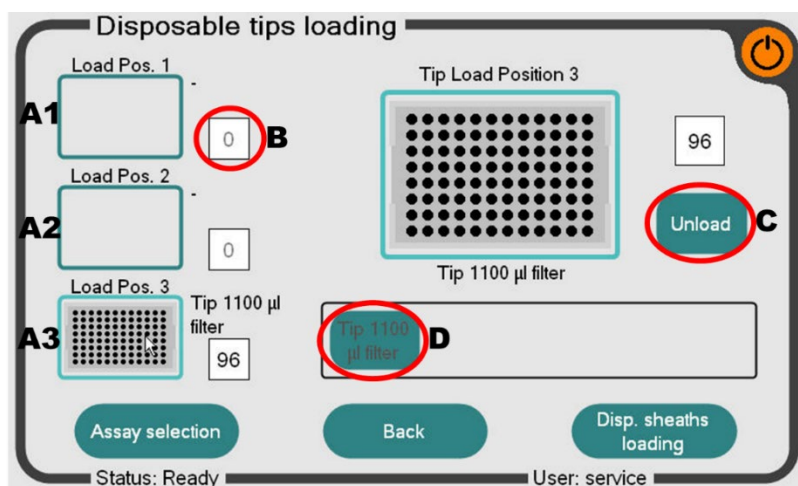 Disposable tips loading
Load Pos. 1
-
A1
0
B
Load Pos. 2
-
A2
0
Load Pos. 3
A3
Tip 1100 µl
filter
96
Tip Load Position 3
96
Unload
C
Tip 1100 µl filter
Tip 1100
µl filter
D
Assay selection
Back
Disp. sheaths
loading
Status: Ready
User: service